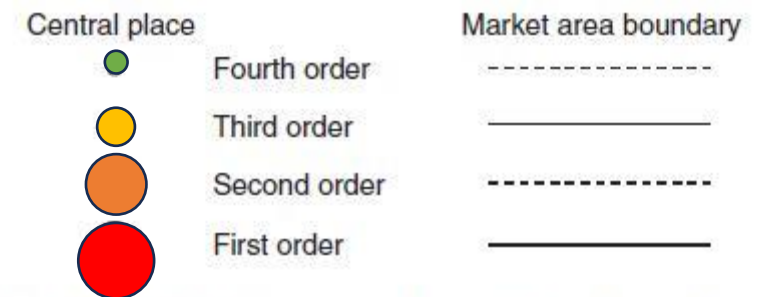 Central place Market area boundary
Fourth order
Third order
Second order
First order